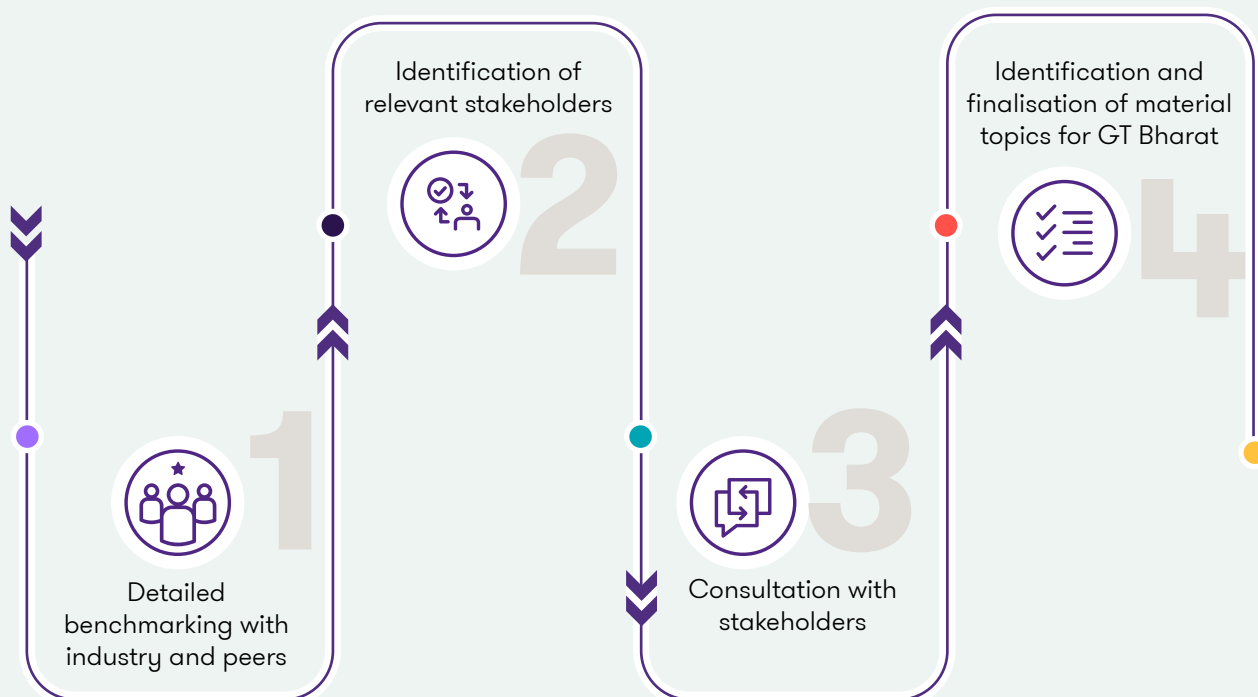 1
Detailed
benchmarking with
industry and peers
2
Identification of
relevant stakeholders
3
Consultation with
stakeholders
4
Identification and
finalisation of material
topics for GT Bharat